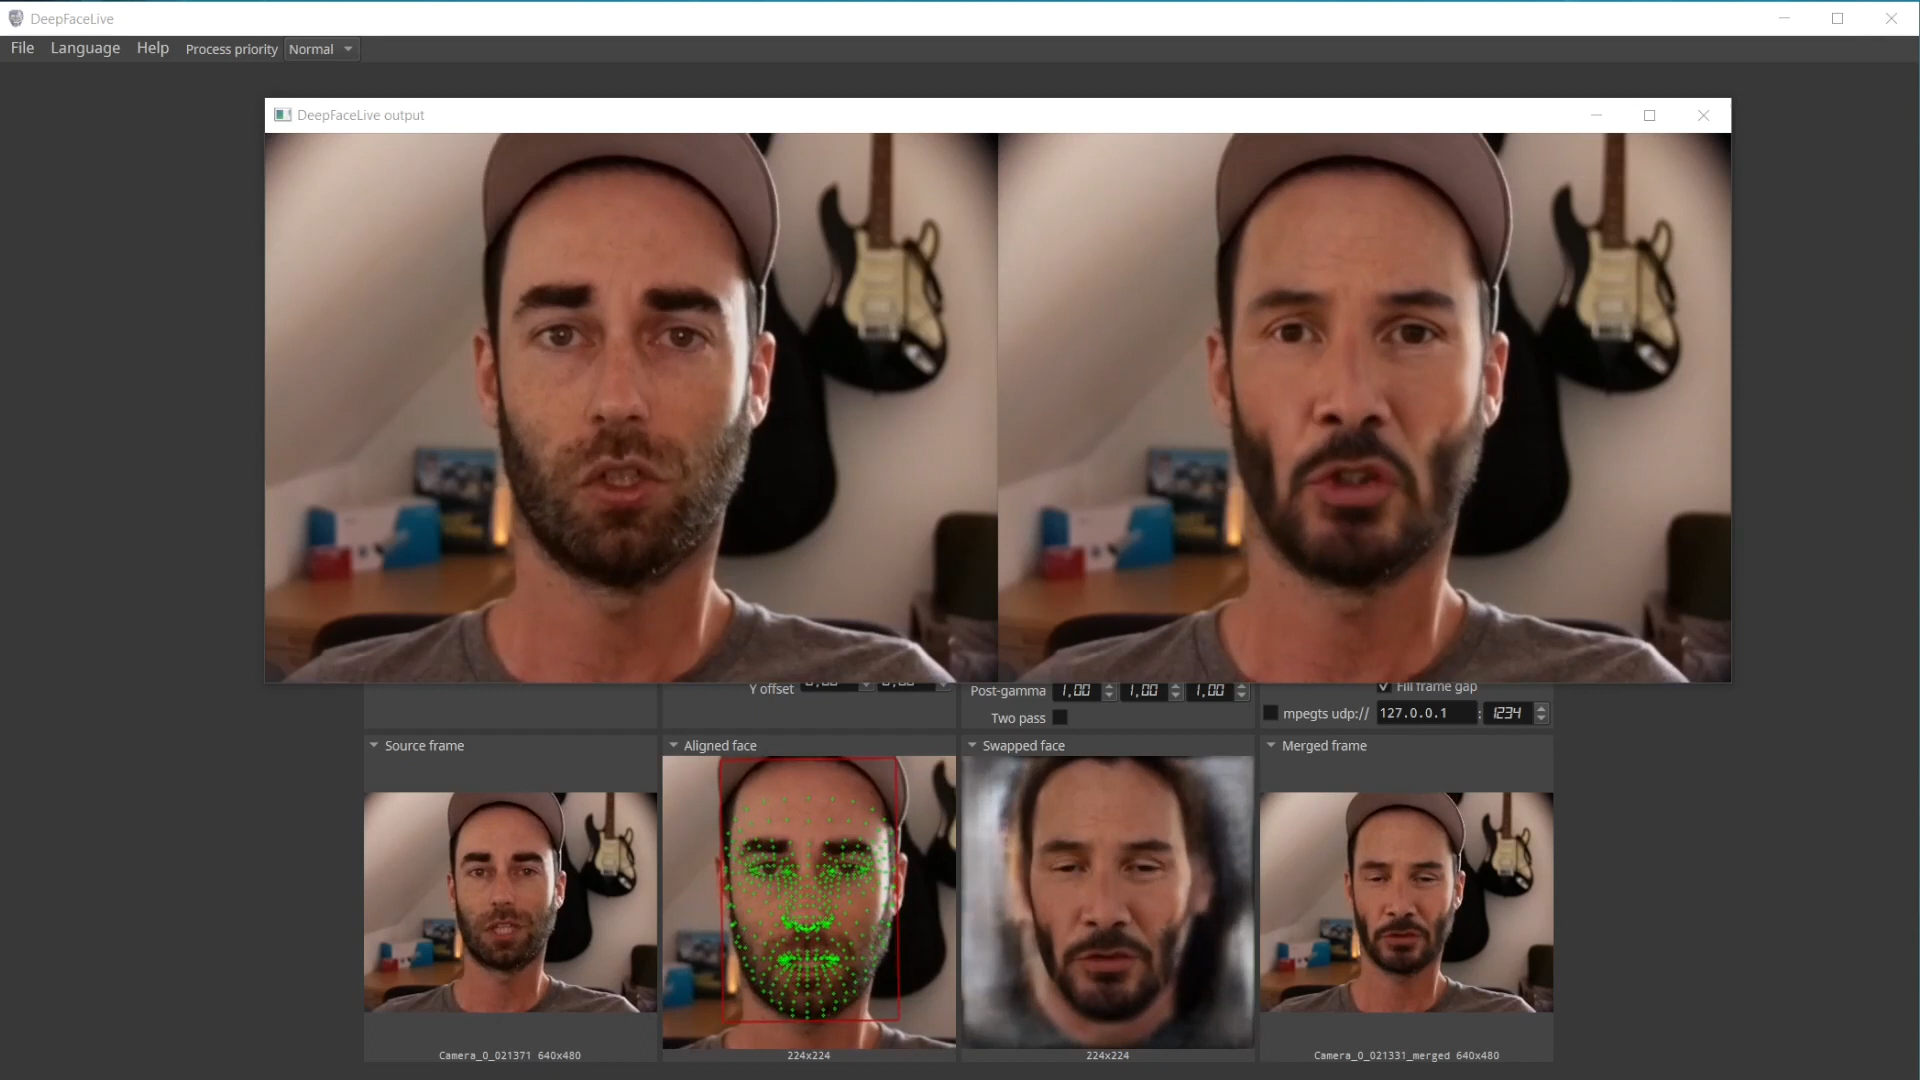 DeepFaceLive
File Language Help Process priority Normal
DeepFaceLive output
Y offset
Post-gamma 1,00 1,00 1,00
Fill frame gap
Two pass
mpegts udp:// 127.0.0.1 : 1234
Source frame
Aligned face
Swapped face
Merged frame
Camera_0_021371 640x480
224x224
224x224
Camera_0_021331_merged 640x480